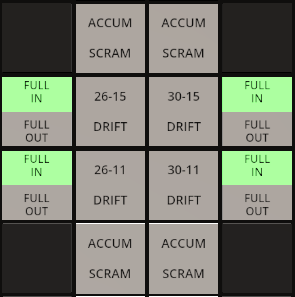 ACCUM ACCUM
SCRAM SCRAM
FULL IN 26-15 30-15 FULL IN
FULL OUT DRIFT DRIFT FULL OUT
FULL IN 26-11 30-11 FULL IN
FULL OUT DRIFT DRIFT FULL OUT
ACCUM ACCUM
SCRAM SCRAM